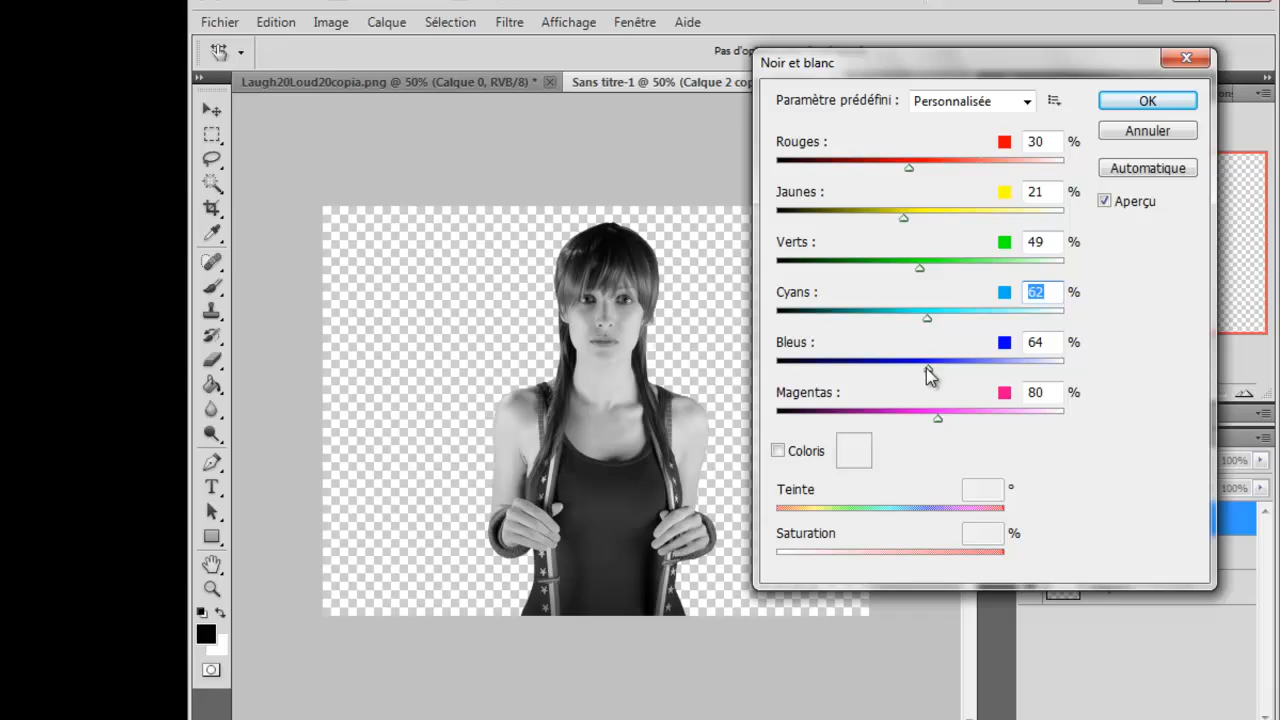 Fichier Edition Image Calque Sélection Filtre Affichage Fenêtre Aide
Pas d'op
Laugh20Loud20copia.png @ 50% (Calque 0, RVB/8) *
Sans titre-1 @ 50% (Calque 2 cop
Noir et blanc
Paramètre prédéfini : Personnalisée
OK
Annuler
Automatique
Aperçu
Rouges : 30 %
Jaunes : 21 %
Verts : 49 %
Cyans : 62 %
Bleus : 64 %
Magentas : 80 %
Coloris
Teinte °
Saturation %
100%
100%